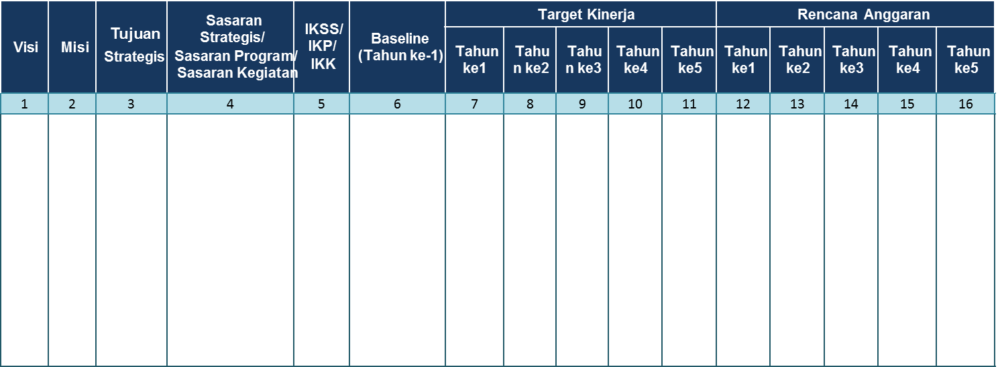 Visi
Misi
Tujuan
Strategis
Sasaran
Strategis/
Sasaran Program/
Sasaran Kegiatan
IKSS/
IKP/
IKK
Baseline
(Tahun ke-1)
Target Kinerja
Tahun
ke1
Tahu
n ke2
Tahu
n ke3
Tahun
ke4
Tahun
ke5
Rencana Anggaran
Tahun
ke1
Tahun
ke2
Tahun
ke3
Tahun
ke4
Tahun
ke5
1 2 3 4 5 6 7 8 9 10 11 12 13 14 15 16